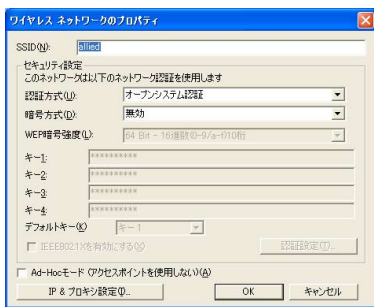 ワイヤレス ネットワークのプロパティ
SSID(N): allied
セキュリティ設定
このネットワークは以下のネットワーク認証を使用します
認証方式(U): オープンシステム認証
暗号方式(D): 無効
WEP暗号強度(L): 64 Bit - 16進数(0-9/a-f)10桁
キー1: **********
キー2: **********
キー3: **********
キー4: **********
デフォルトキー(K) キー 1
IEEE802.1Xを有効にする(X) 認証設定(T)...
Ad-Hocモード (アクセスポイントを使用しない)(A)
IP & プロキシ設定(I)... OK キャンセル